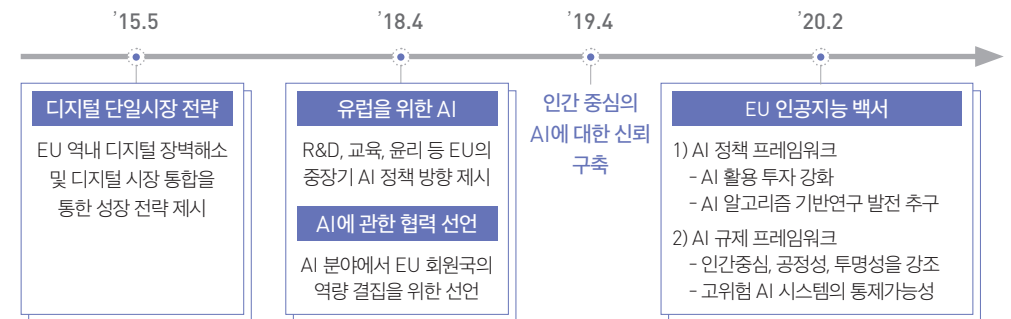 ’15.5
’18.4
’19.4
’20.2
디지털 단일시장 전략
EU 역내 디지털 장벽해소
및 디지털 시장 통합을
통한 성장 전략 제시
유럽을 위한 AI
R&D, 교육, 윤리 등 EU의
중장기 AI 정책 방향 제시
AI에 관한 협력 선언
AI 분야에서 EU 회원국의
역량 결집을 위한 선언
인간 중심의
AI에 대한 신뢰
구축
EU 인공지능 백서
1) AI 정책 프레임워크
- AI 활용 투자 강화
- AI 알고리즘 기반연구 발전 추구
2) AI 규제 프레임워크
- 인간중심, 공정성, 투명성을 강조
- 고위험 AI 시스템의 통제가능성